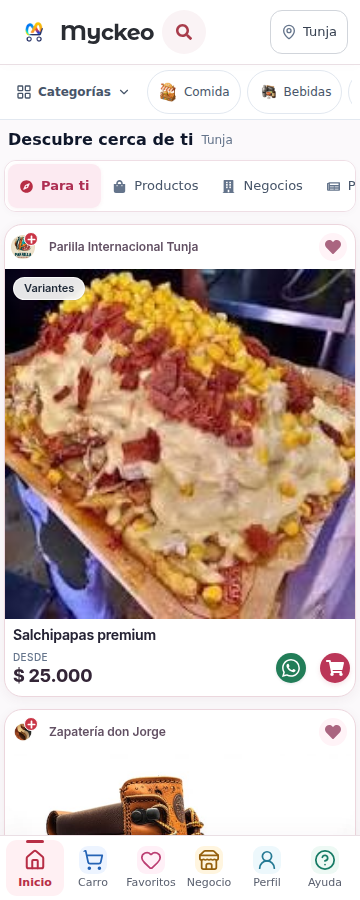 Myckeo
Tunja
Categorías
Comida
Bebidas
Descubre cerca de ti Tunja
Para ti
Productos
Negocios
P
Parilla Internacional Tunja
Variantes
Salchipapas premium
DESDE
$ 25.000
Zapatería don Jorge
Inicio
Carro
Favoritos
Negocio
Perfil
Ayuda